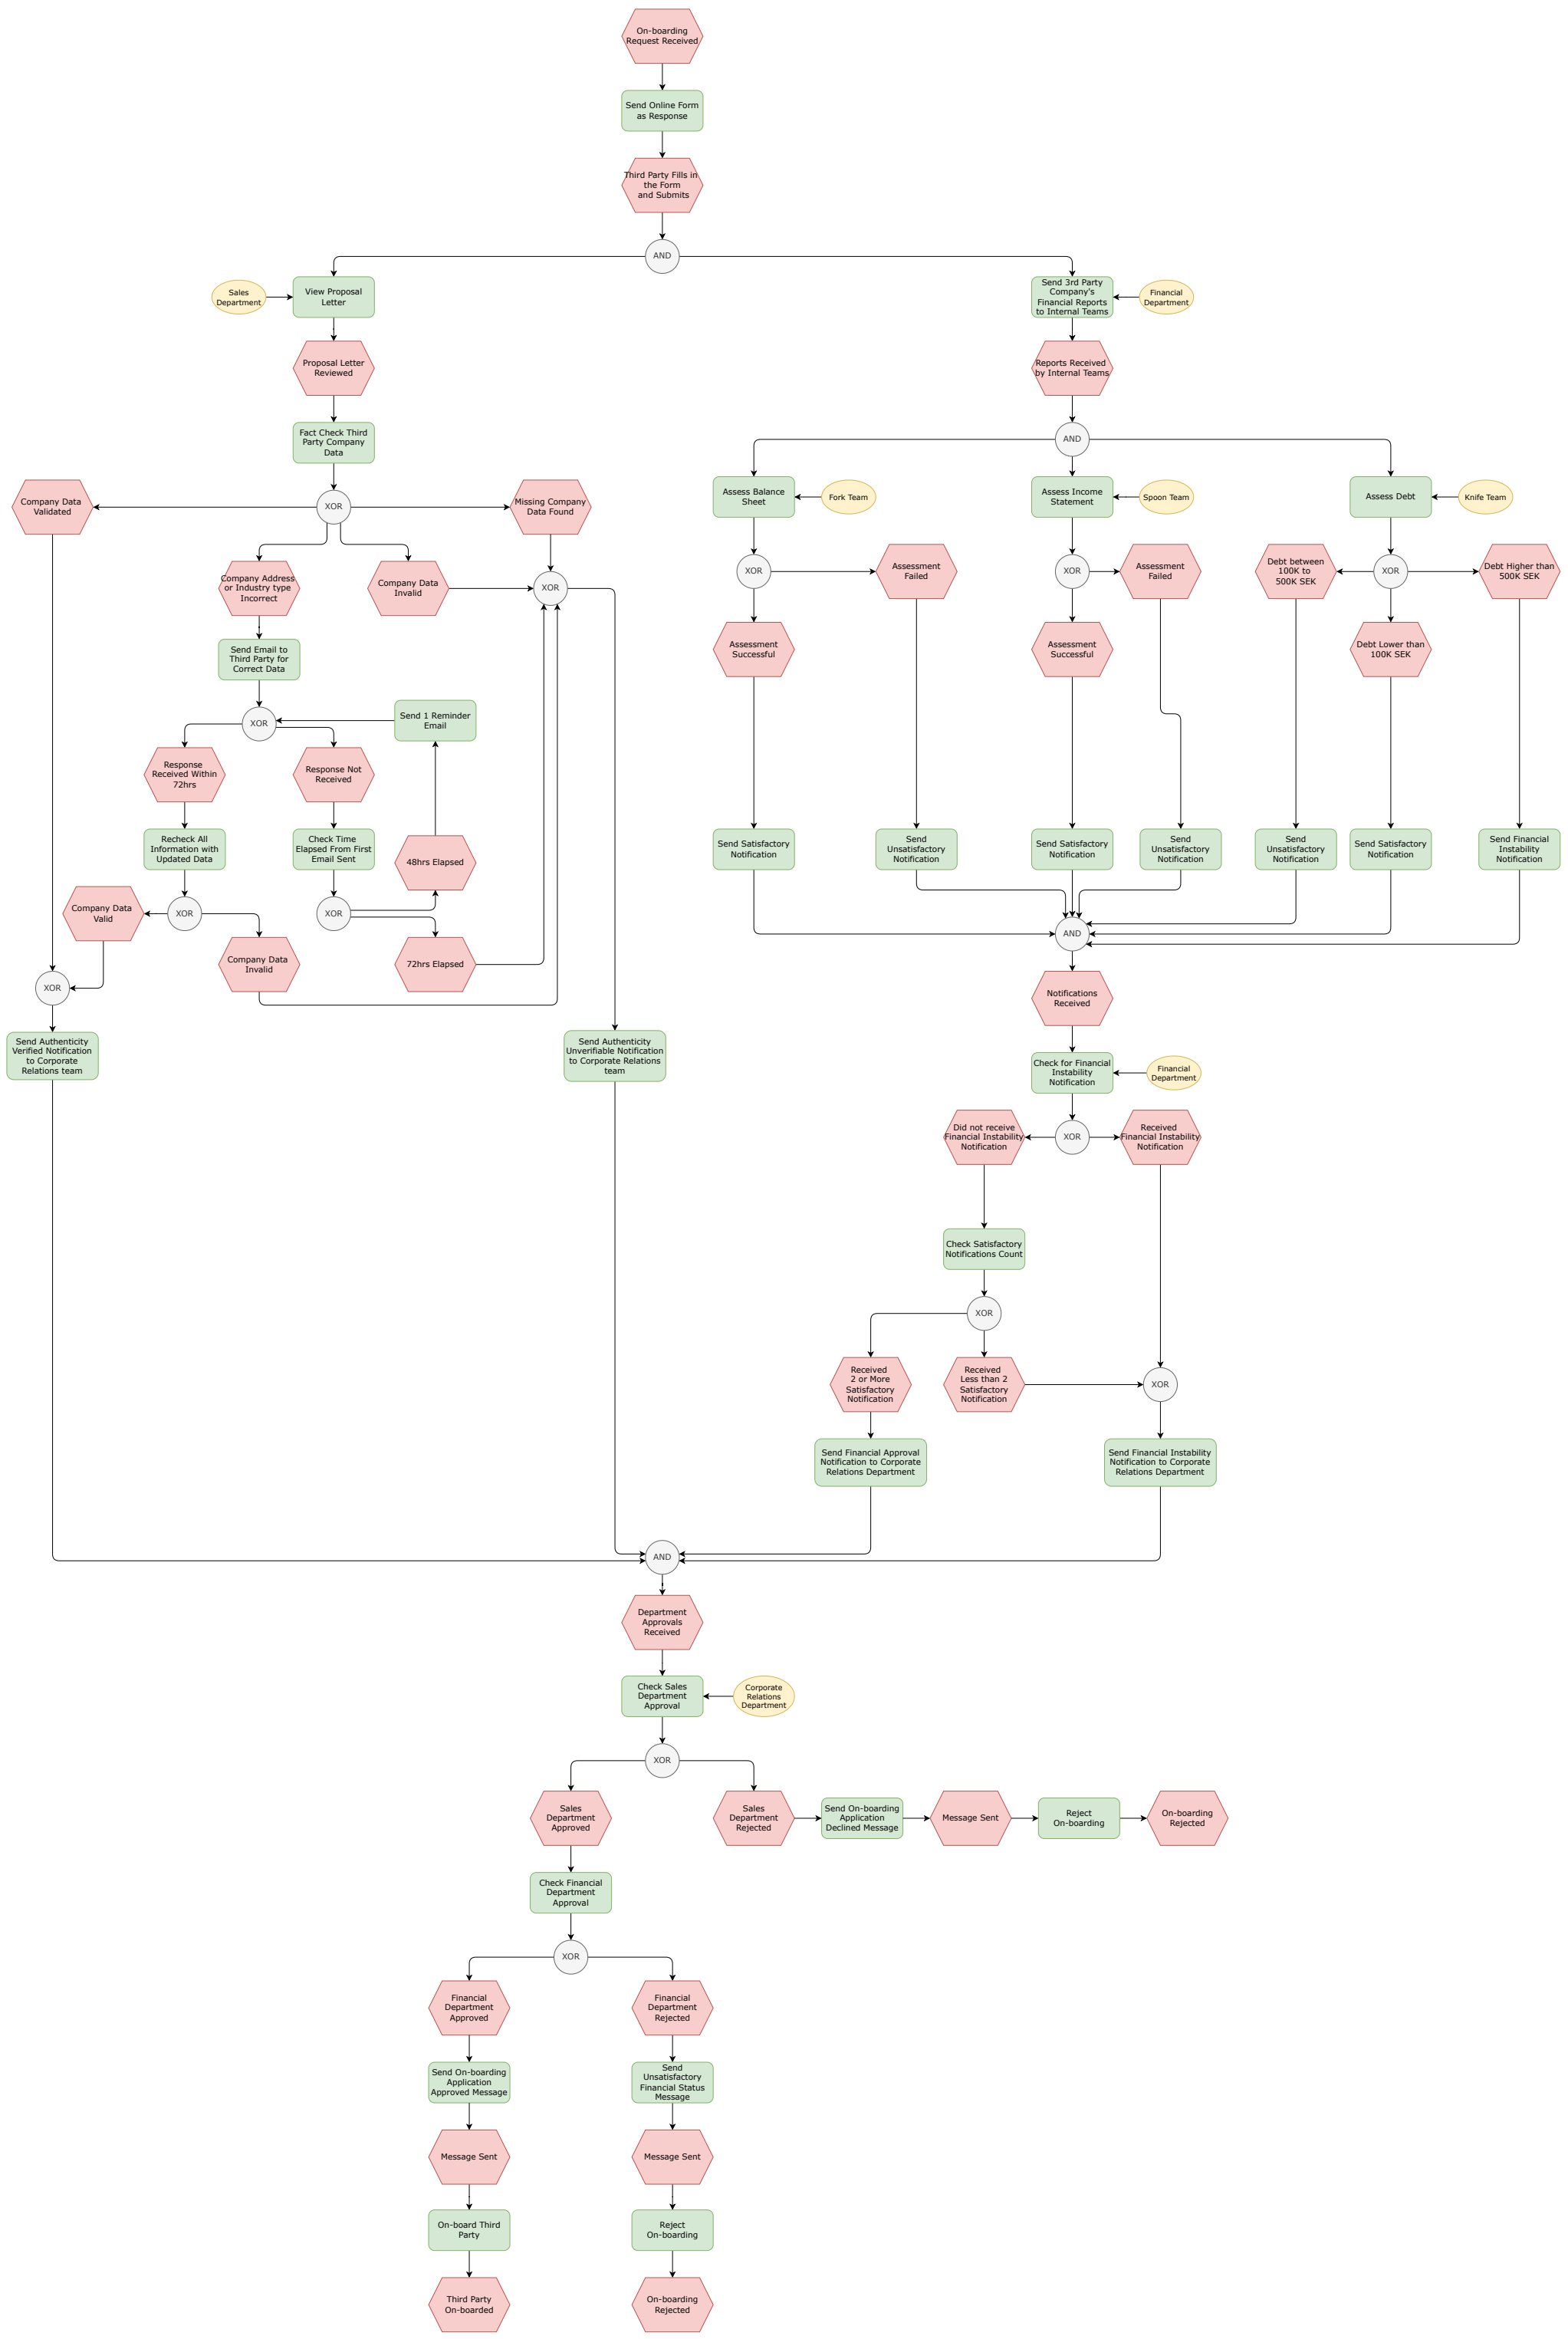 On-boarding
Request Received
Send Online Form
as Response
Third Party Fills in
the Form
and Submits
AND
Sales
Department
View Proposal
Letter
Send 3rd Party
Company's
Financial Reports
to Internal Teams
Financial
Department
Proposal Letter
Reviewed
Reports Received
by Internal Teams
Fact Check Third
Party Company
Data
AND
Company Data
Validated
XOR
Missing Company
Data Found
Assess Balance
Sheet
Fork Team
Assess Income
Statement
Spoon Team
Assess Debt
Knife Team
Company Address
or Industry type
Incorrect
Company Data
Invalid
XOR
XOR
Assessment
Failed
XOR
Assessment
Failed
Debt between
100K to
500K SEK
XOR
Debt Higher than
500K SEK
Send Email to
Third Party for
Correct Data
Assessment
Successful
Assessment
Successful
Debt Lower than
100K SEK
XOR
Send 1 Reminder
Email
Response
Received Within
72hrs
Response Not
Received
Recheck All
Information with
Updated Data
Check Time
Elapsed From First
Email Sent
48hrs Elapsed
Send Satisfactory
Notification
Send
Unsatisfactory
Notification
Send Satisfactory
Notification
Send
Unsatisfactory
Notification
Send
Unsatisfactory
Notification
Send Satisfactory
Notification
Send Financial
Instability
Notification
Company Data
Valid
XOR
XOR
AND
Company Data
Invalid
72hrs Elapsed
XOR
Notifications
Received
Send Authenticity
Verified Notification
to Corporate
Relations team
Send Authenticity
Unverifiable Notification
to Corporate Relations
team
Check for Financial
Instability
Notification
Financial
Department
Did not receive
Financial Instability
Notification
XOR
Received
Financial Instability
Notification
Check Satisfactory
Notifications Count
XOR
Received
2 or More
Satisfactory
Notification
Received
Less than 2
Satisfactory
Notification
XOR
Send Financial Approval
Notification to Corporate
Relations Department
Send Financial Instability
Notification to Corporate
Relations Department
AND
Department
Approvals
Received
Check Sales
Department
Approval
Corporate
Relations
Department
XOR
Sales
Department
Approved
Sales
Department
Rejected
Send On-boarding
Application
Declined Message
Message Sent
Reject
On-boarding
On-boarding
Rejected
Check Financial
Department
Approval
XOR
Financial
Department
Approved
Financial
Department
Rejected
Send On-boarding
Application
Approved Message
Send
Unsatisfactory
Financial Status
Message
Message Sent
Message Sent
On-board Third
Party
Reject
On-boarding
Third Party
On-boarded
On-boarding
Rejected